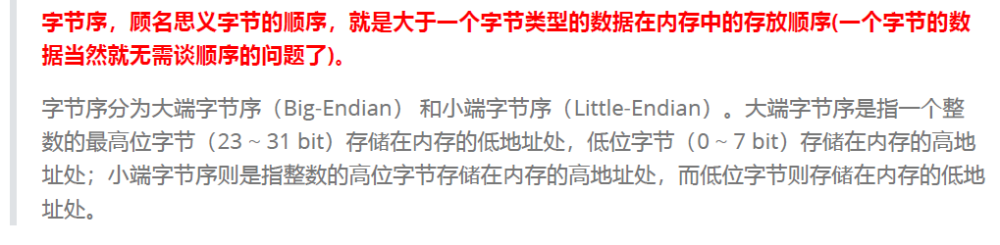 字节序，顾名思义字节的顺序，就是大于一个字节类型的数据在内存中的存放顺序(一个字节的数
据当然就无需谈顺序的问题了)。
字节序分为大端字节序（Big-Endian） 和小端字节序（Little-Endian）。大端字节序是指一个整
数的最高位字节（23 ~ 31 bit）存储在内存的低地址处，低位字节（0 ~ 7 bit）存储在内存的高地
址处；小端字节序则是指整数的高位字节存储在内存的高地址处，而低位字节则存储在内存的低地
址处。